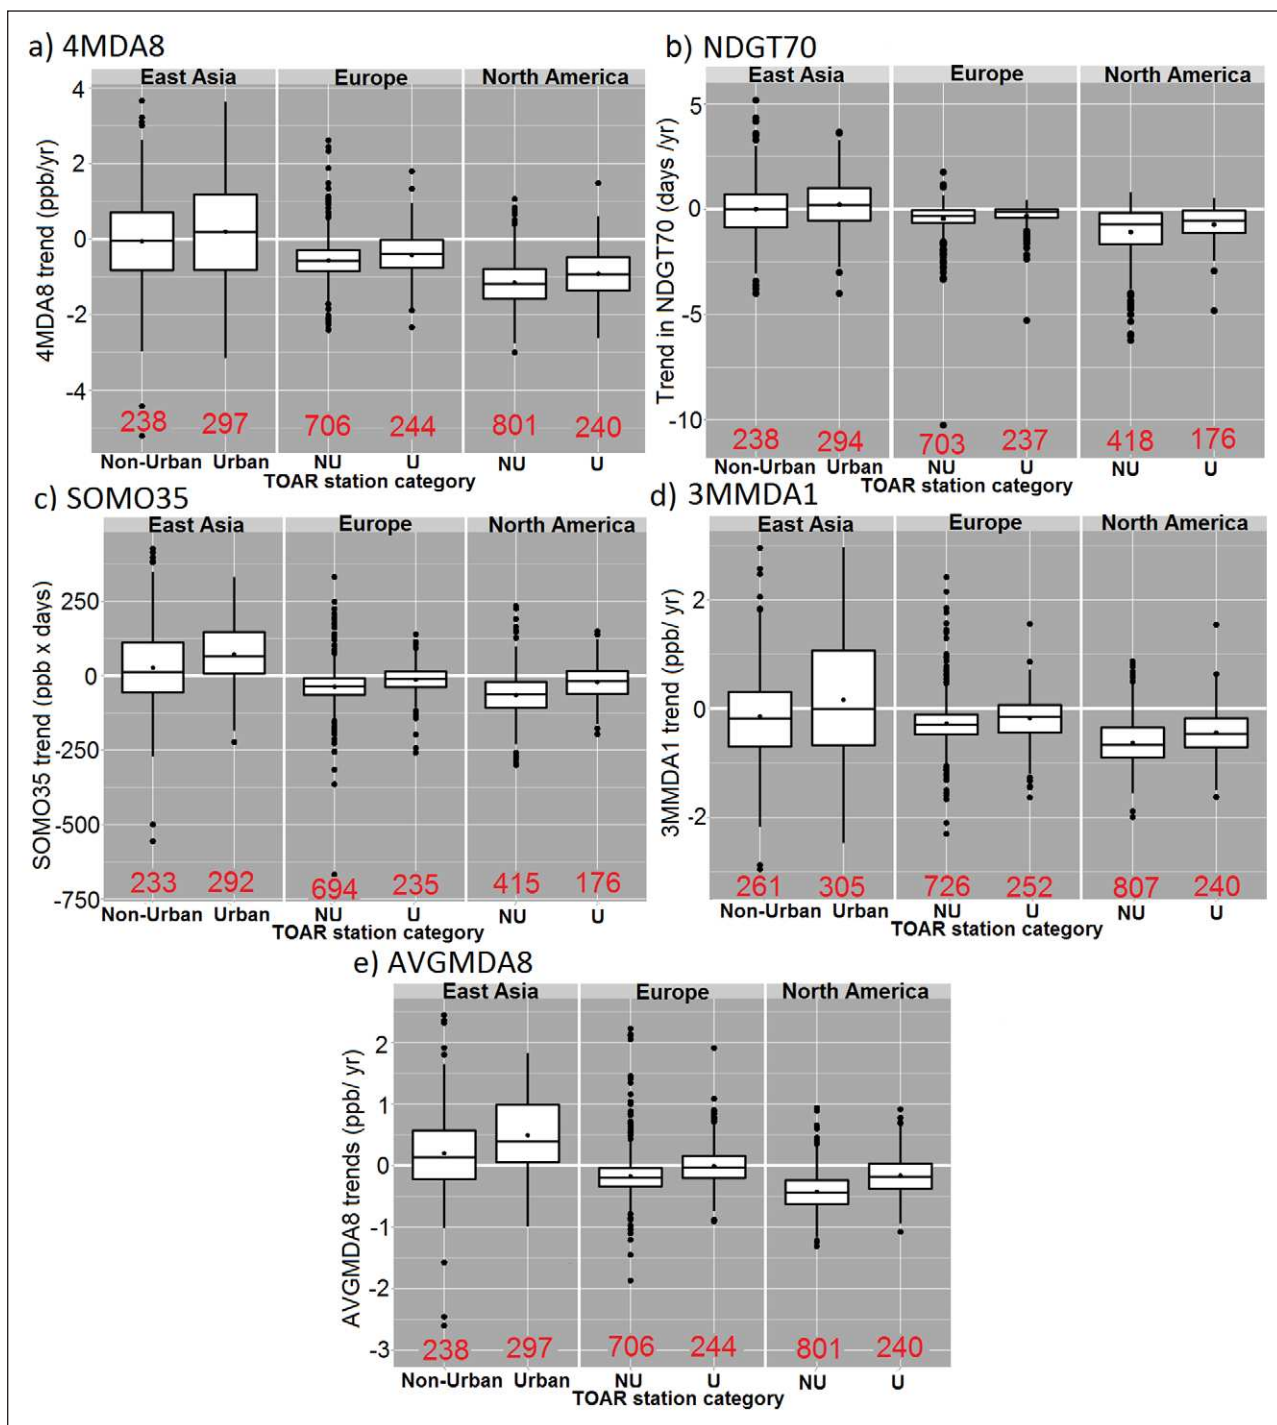 a) 4MDA8
East Asia Europe North America
4MDA8 trend (ppb/yr)
4
2
0
-2
-4
238 297 706 244 801 240
Non-Urban Urban NU U NU U
TOAR station category
b) NDGT70
East Asia Europe North America
Trend in NDGT70 (days /yr)
5
0
-5
-10
238 294 703 237 418 176
Non-Urban Urban NU U NU U
TOAR station category
c) SOMO35
East Asia Europe North America
SOMO35 trend (ppb x days)
250
0
-250
-500
-750
233 292 694 235 415 176
Non-Urban Urban NU U NU U
TOAR station category
d) 3MMDA1
East Asia Europe North America
3MMDA1 trend (ppb/ yr)
2
0
-2
261 305 726 252 807 240
Non-Urban Urban NU U NU U
TOAR station category
e) AVGMDA8
East Asia Europe North America
AVGMDA8 trends (ppb/ yr)
2
1
0
-1
-2
-3
238 297 706 244 801 240
Non-Urban Urban NU U NU U
TOAR station category